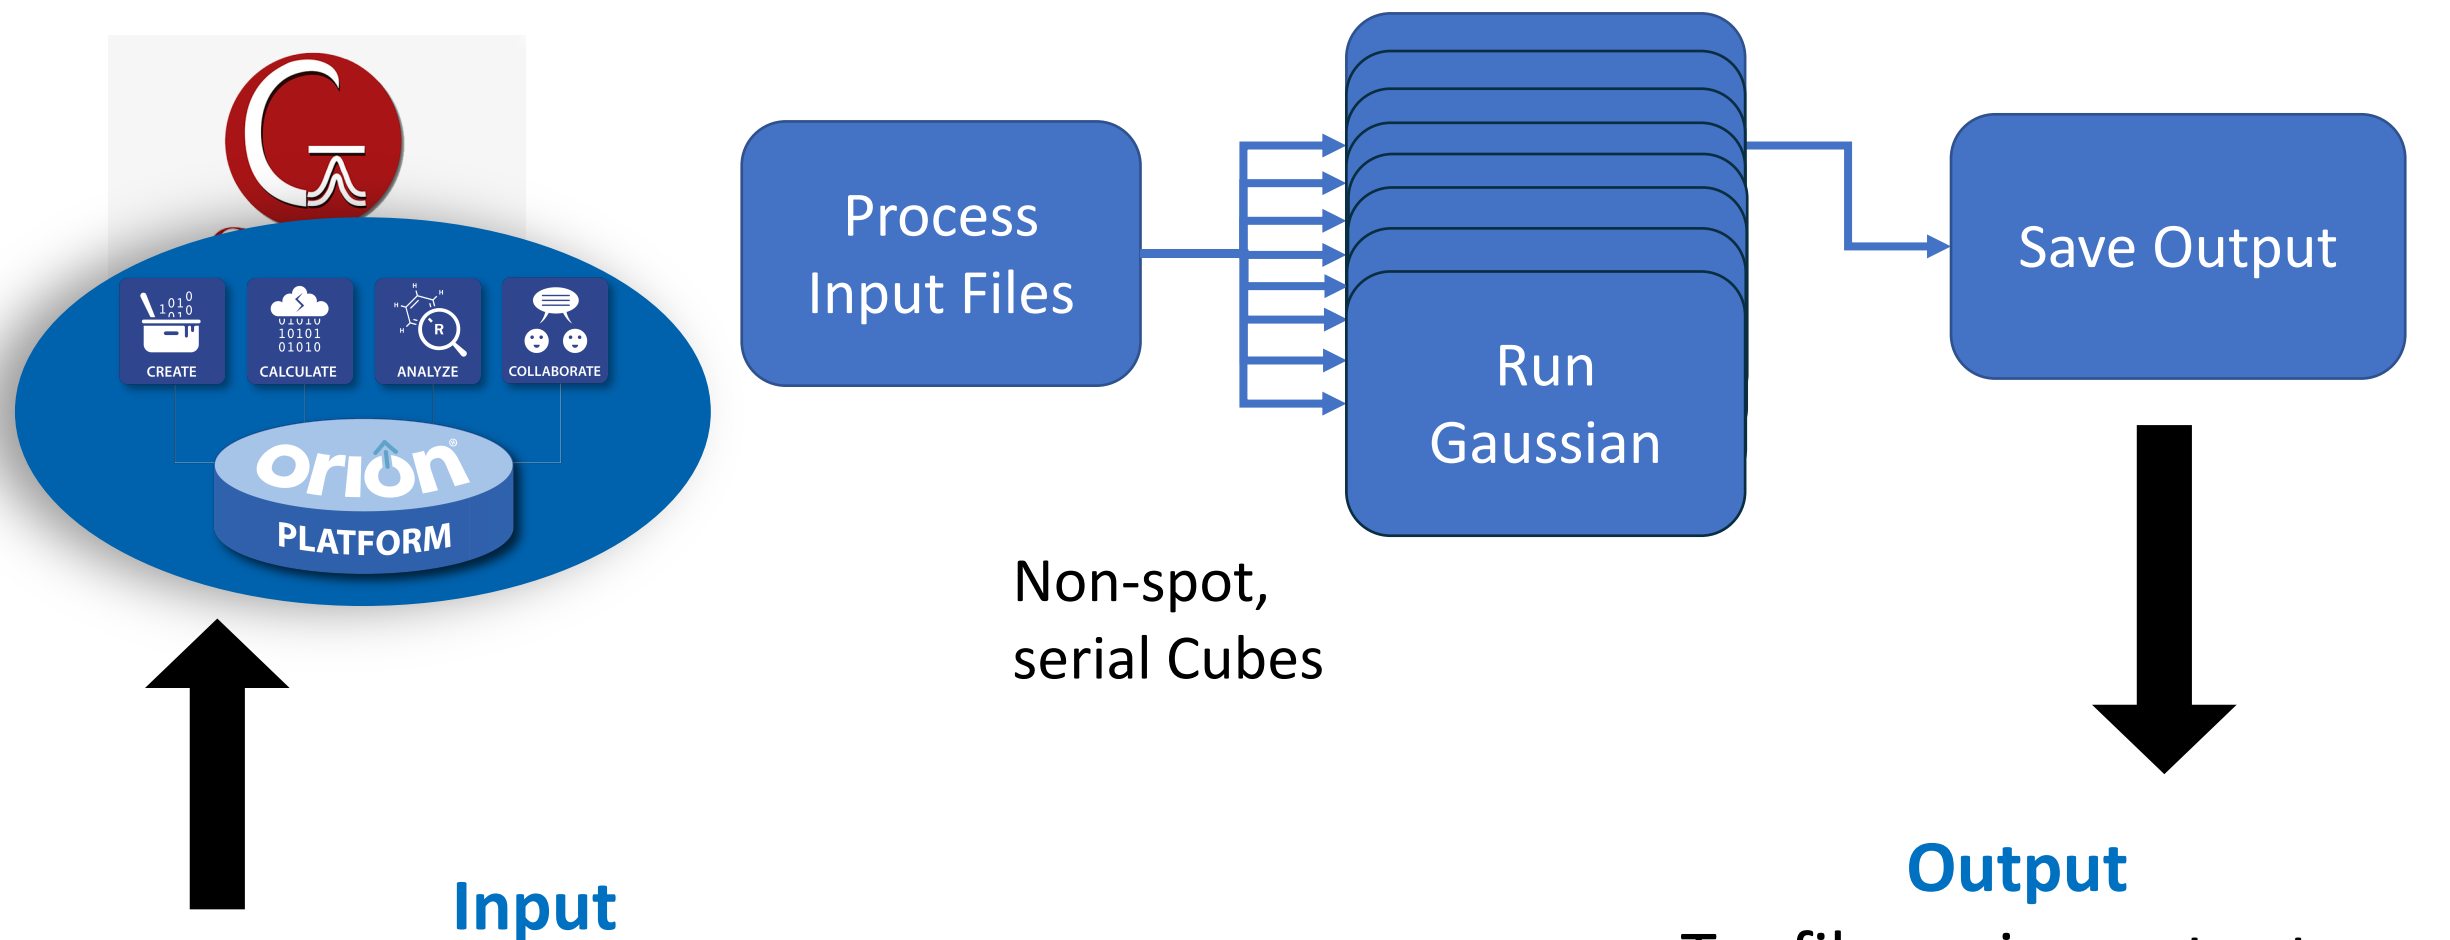 CREATE
CALCULATE
ANALYZE
COLLABORATE
orion®
PLATFORM
Process
Input Files
Run
Gaussian
Save Output
Non-spot,
serial Cubes
Input
Output